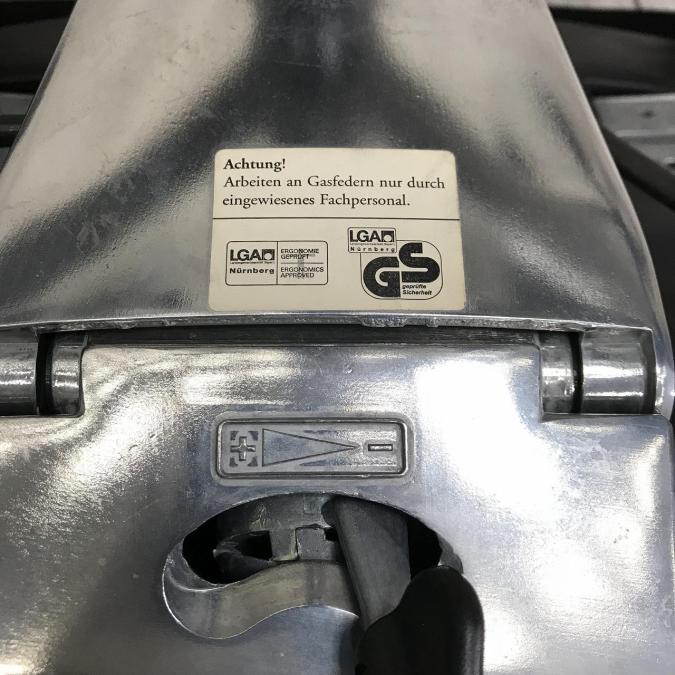 Achtung!
Arbeiten an Gasfedern nur durch
eingewiesenes Fachpersonal.
LGA
Nürnberg
ERGONOMIE
GEPRÜFT
ERGONOMICS
APPROVED
LGA
Nürnberg
GS
geprüfte
Sicherheit
+ −